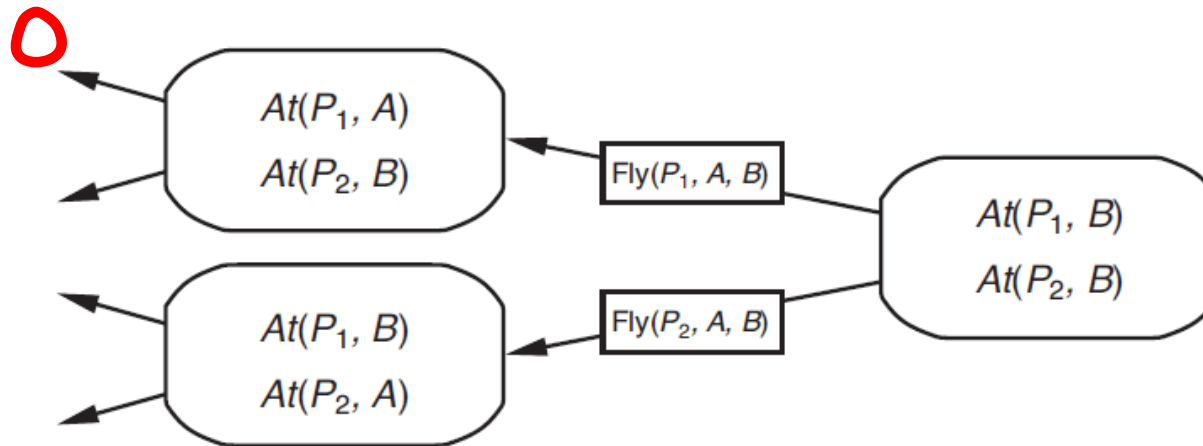 At(P₁, A)
At(P₂, B)
Fly(P₁, A, B)
At(P₁, B)
At(P₂, B)
At(P₁, B)
At(P₂, A)
Fly(P₂, A, B)